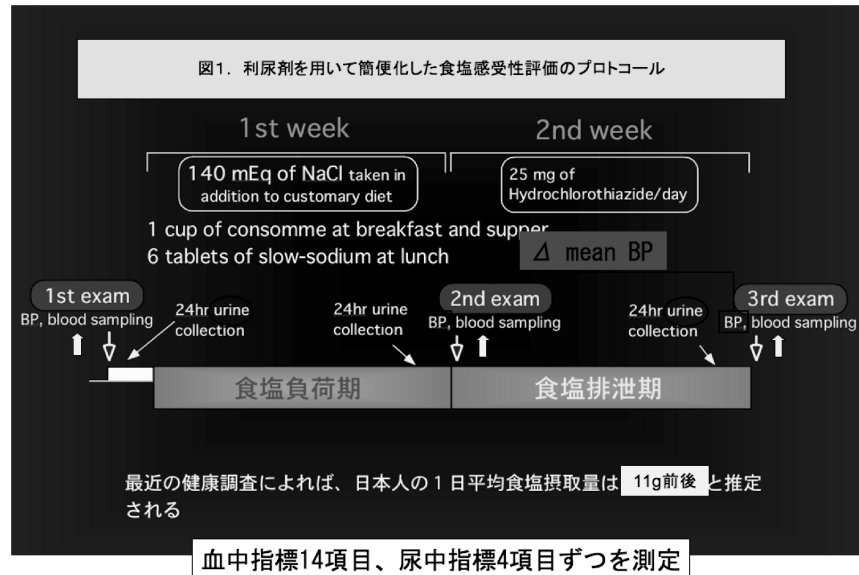 図1. 利尿剤を用いて簡便化した食塩感受性評価のプロトコール
1st week
2nd week
140 mEq of NaCl taken in
addition to customary diet
25 mg of
Hydrochlorothiazide/day
1 cup of consomme at breakfast and supper
6 tablets of slow-sodium at lunch
Δ mean BP
1st exam
BP, blood sampling
24hr urine
collection
24hr urine
collection
2nd exam
BP, blood sampling
24hr urine
collection
3rd exam
BP, blood sampling
食塩負荷期
食塩排泄期
最近の健康調査によれば、日本人の1日平均食塩摂取量は 11g前後 と推定
される
血中指標14項目、尿中指標4項目ずつを測定